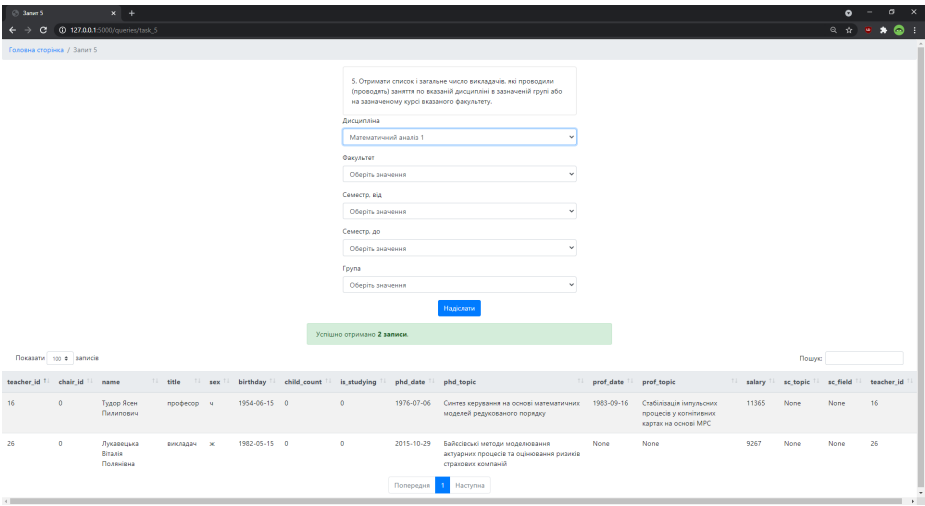 Запит 5
127.0.0.1:5000/queries/task_5
Головна сторінка / Запит 5
5. Отримати список і загальне число викладачів, які проводили
(проводять) заняття по вказаній дисципліні в зазначеній групі або
на зазначеному курсі вказаного факультету.
Дисципліна
Математичний аналіз 1
Факультет
Оберіть значення
Семестр, від
Оберіть значення
Семестр, до
Оберіть значення
Група
Оберіть значення
Надіслати
Успішно отримано 2 записи.
Показати 100 записів Пошук:
teacher_id chair_id name title sex birthday child_count is_studying phd_date phd_topic prof_date prof_topic salary sc_topic sc_field teacher_id
16 0 Тудор Ясен професор ч 1954-06-15 0 0 1976-07-06 Синтез керування на основі математичних 1983-09-16 Стабілізація імпульсних 11365 None None 16
Пилипович моделей редукованого порядку процесів у когнітивних
картах на основі МРС
26 0 Лукавецька викладач ж 1982-05-15 0 0 2015-10-29 Байєсівські методи моделювання None None 9267 None None 26
Віталія актуарних процесів та оцінювання ризиків
Полянівна страхових компаній
Попередня 1 Наступна